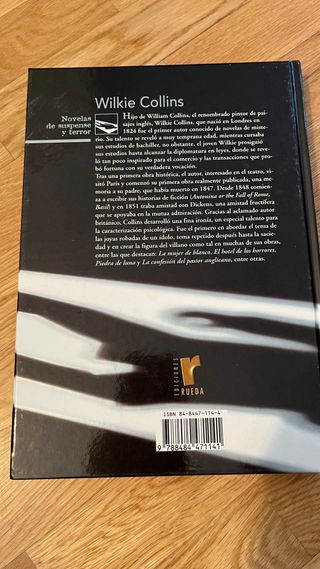 Wilkie Collins
Novelas
de suspense
y terror
Hijo de William Collins, el renombrado pintor de pai-
sajes inglés, Wilkie Collins, que nació en Londres en
1824 fue el primer autor conocido de novelas de miste-
rio. Su talento se reveló a muy temprana edad, mientras cursaba
sus estudios de bachiller, no obstante, el joven Wilkie prosiguió
sus estudios hasta alcanzar la diplomatura en leyes, donde se reve-
ló tan poco inspirado para el comercio y las transacciones que pro-
bó fortuna con su verdadera vocación.
Tras una primera obra histórica, el autor, interesado en el teatro, vi-
sitó París y comenzó su primera obra realmente publicada, una me-
moria a su padre, que había muerto en 1847. Desde 1848 comien-
za a escribir sus historias de ficción (Antonina or the Fall of Rome,
Basil) y en 1851 traba amistad con Dickens, una amistad fructífera
que se apoyaba en la mutua admiración. Gracias al afamado autor
británico, Collins desarrolló una fina ironía, un especial talento para
la caracterización psicológica. Fue el primero en abordar el tema de
las joyas robadas de un ídolo, tema repetido después hasta la sacie-
dad y en crear la figura del villano como tal en muchas de sus obras,
entre las que destacan: La mujer de blanco, El hotel de los horrores,
Piedra de luna y La confesión del pastor anglicano, entre otras.
EDICIONES
r
RUEDA
ISBN 84-8447-114-4
9 788484 471141